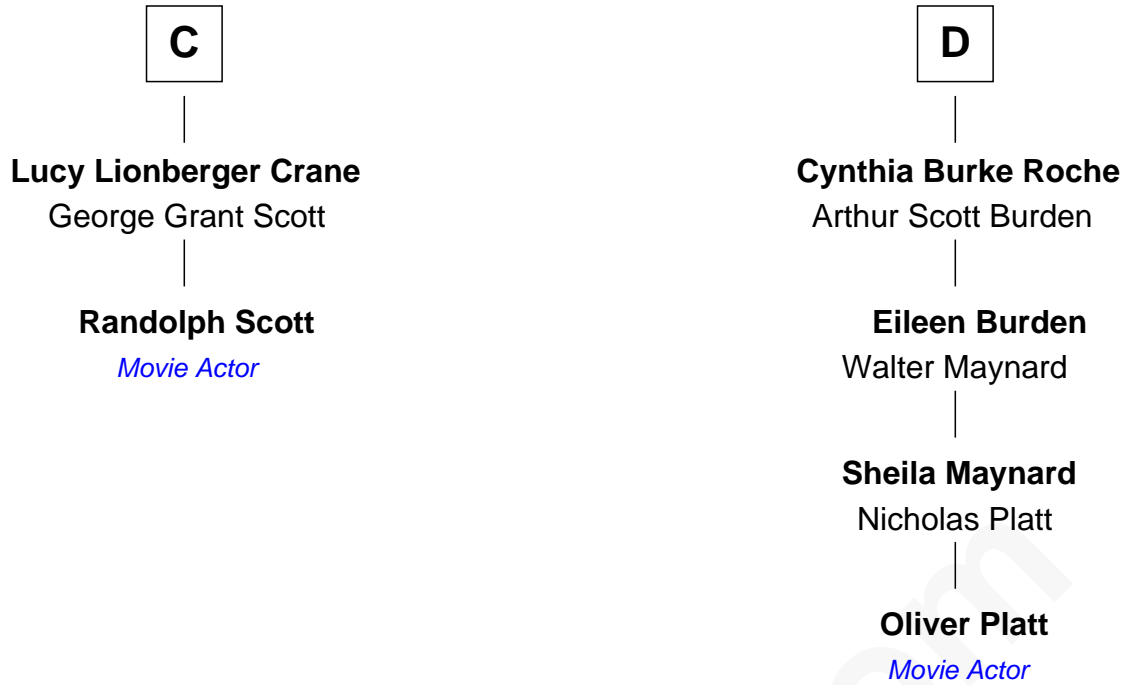 C
Lucy Lionberger Crane
George Grant Scott
Randolph Scott
Movie Actor
D
Cynthia Burke Roche
Arthur Scott Burden
Eileen Burden
Walter Maynard
Sheila Maynard
Nicholas Platt
Oliver Platt
Movie Actor